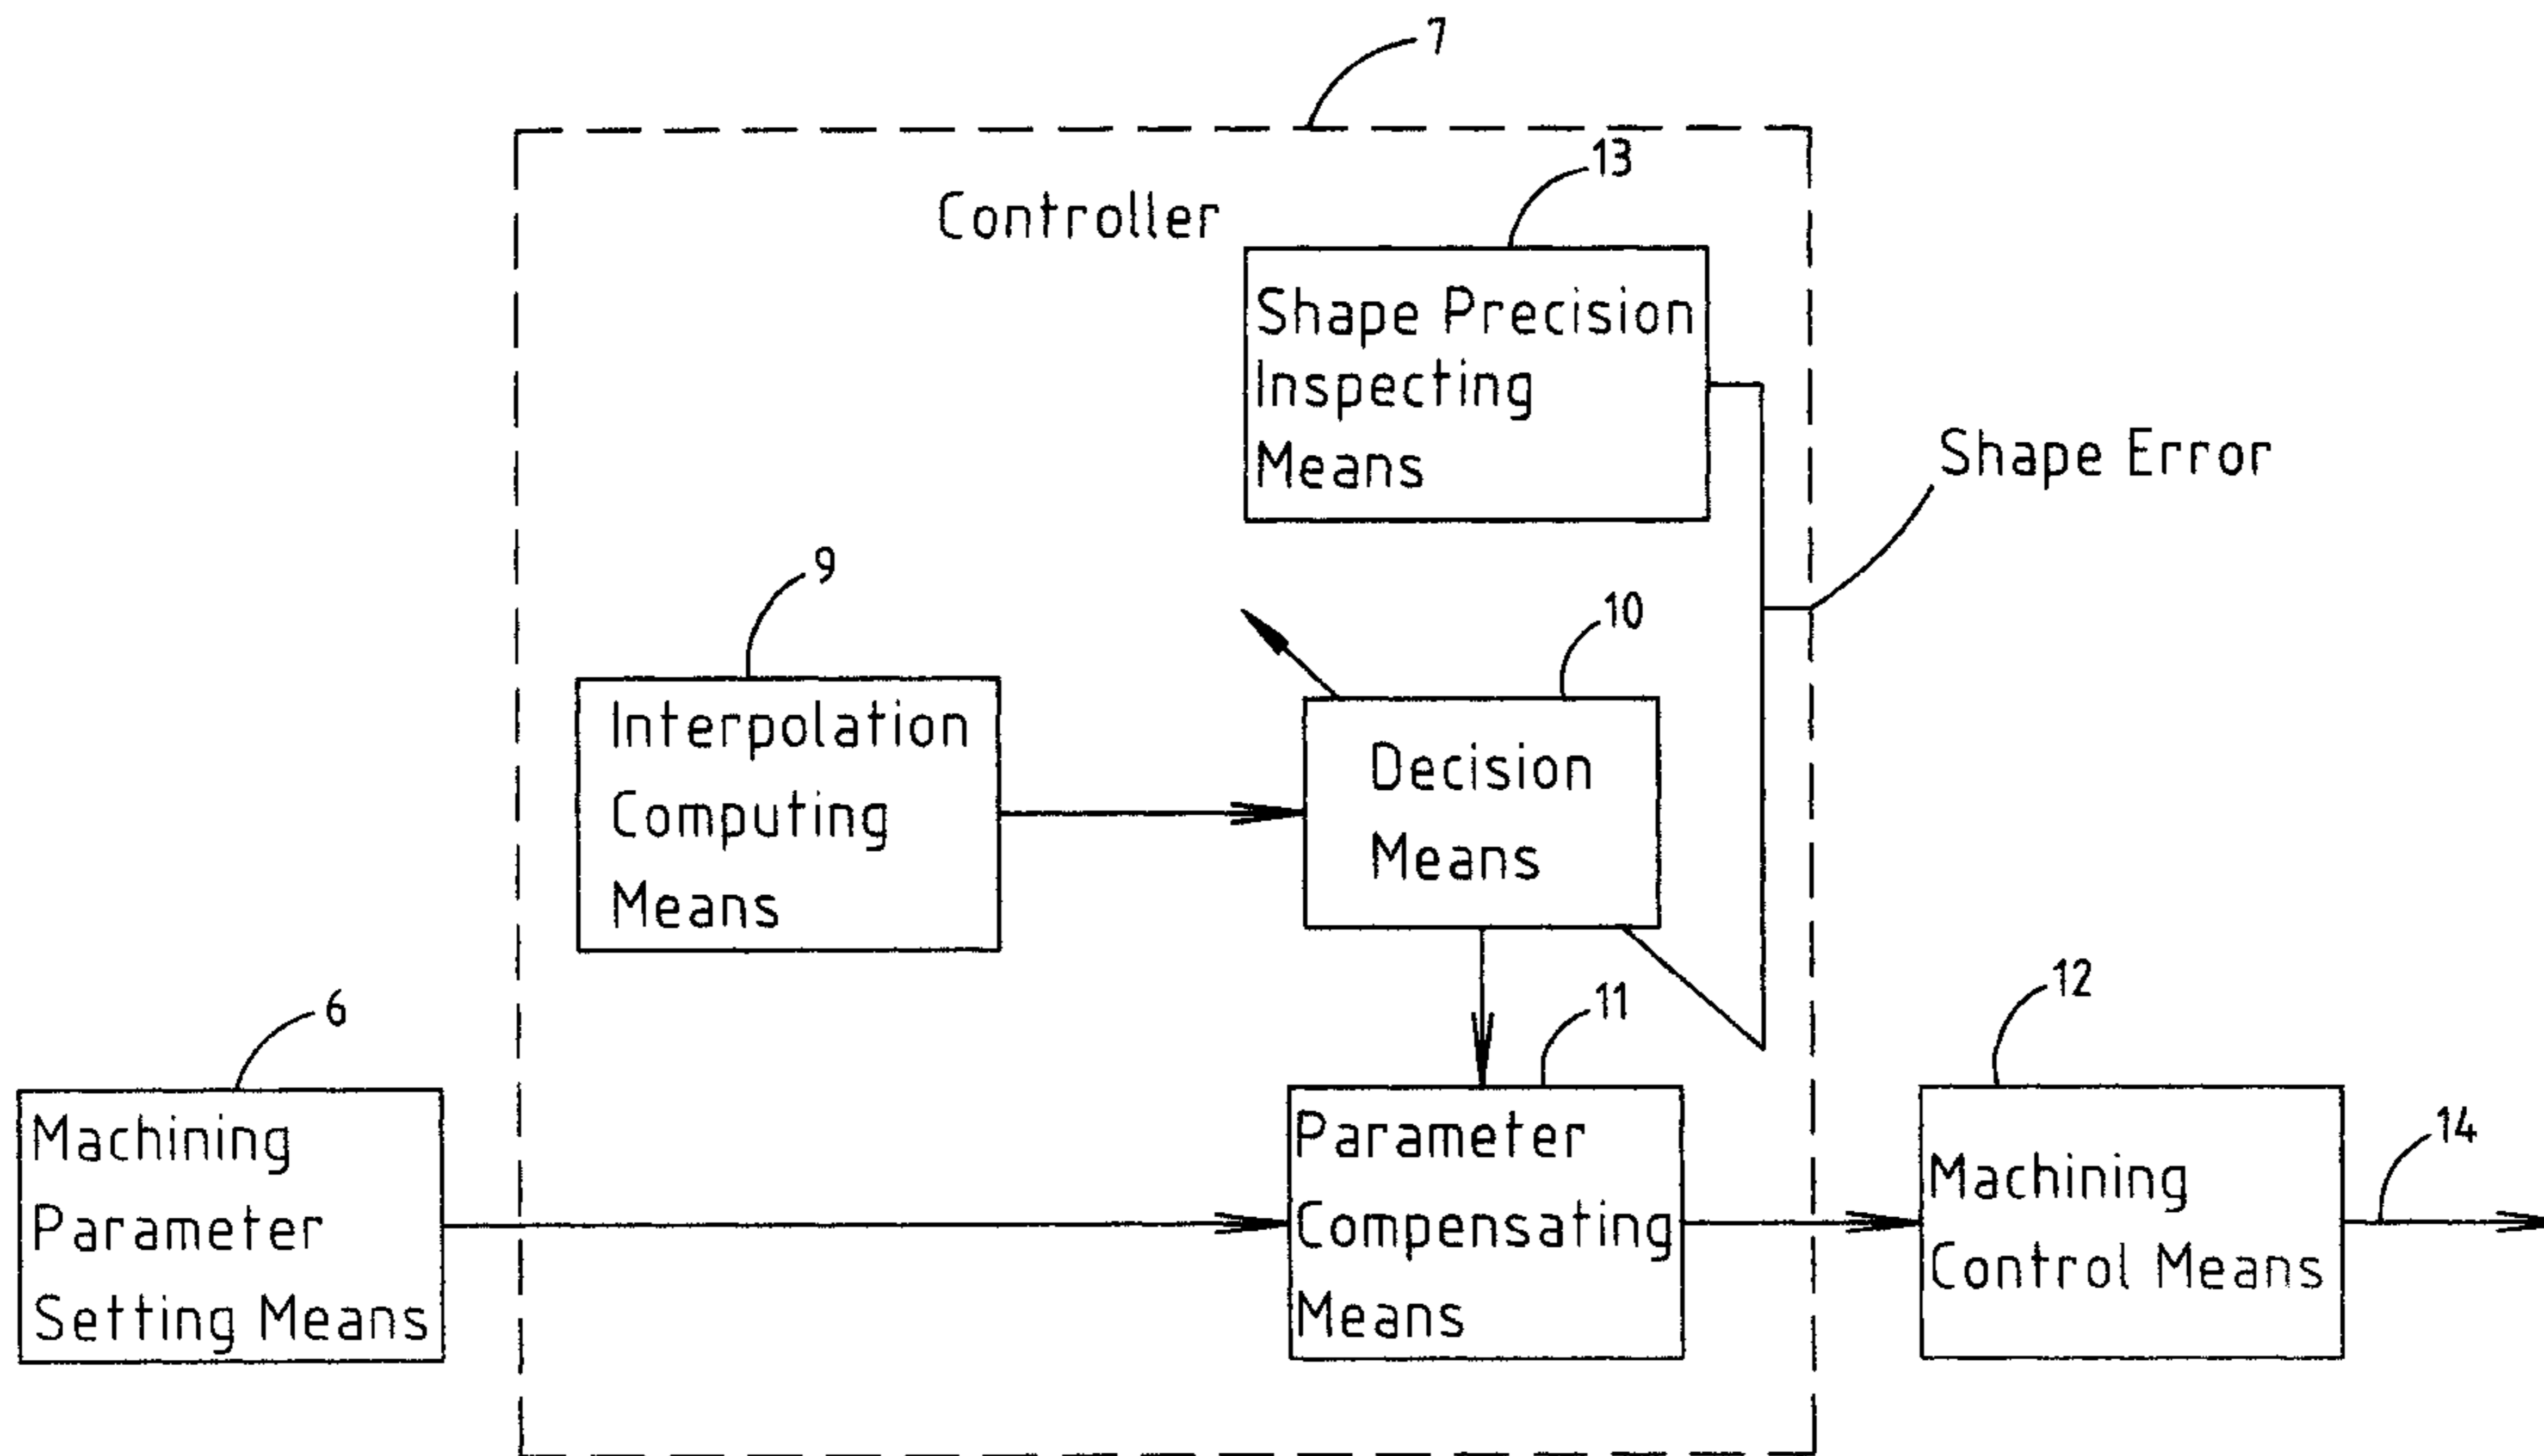 7
13
Controller
Shape Precision
Inspecting
Means
Shape Error
9
10
Interpolation
Computing
Means
Decision
Means
6
11
12
Machining
Parameter
Setting Means
Parameter
Compensating
Means
Machining
Control Means
14